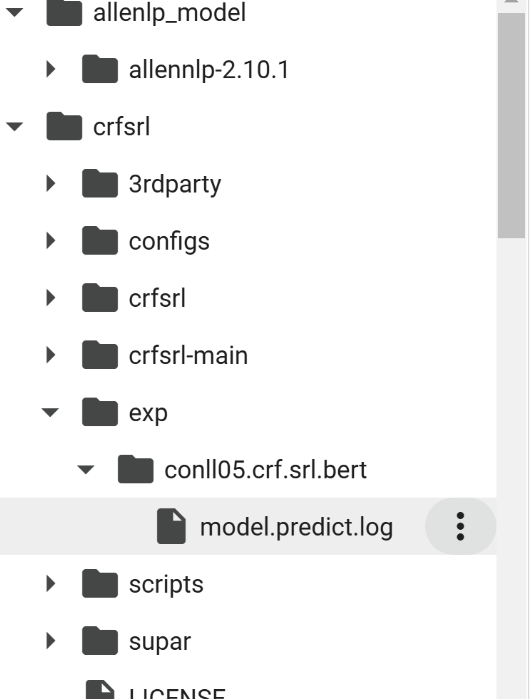 allenlp_model
allennlp-2.10.1
crfsrl
3rdparty
configs
crfsrl
crfsrl-main
exp
conll05.crf.srl.bert
model.predict.log
scripts
supar
LICENSE